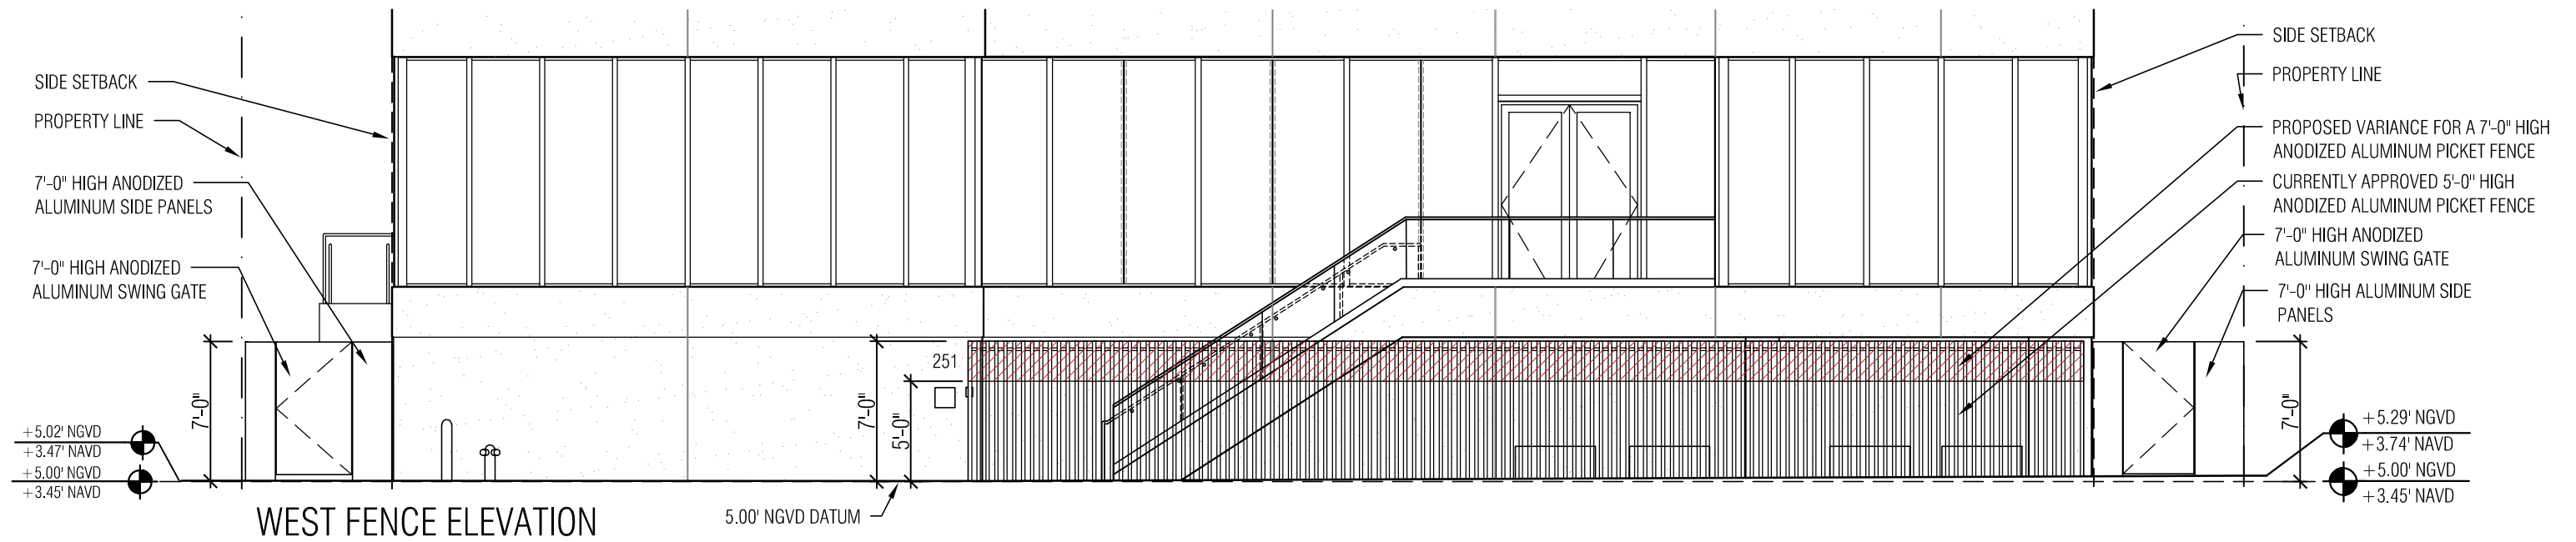 SIDE SETBACK
PROPERTY LINE
7'-0" HIGH ANODIZED
ALUMINUM SIDE PANELS
7'-0" HIGH ANODIZED
ALUMINUM SWING GATE
7'-0"
+5.02' NGVD
+3.47' NAVD
+5.00' NGVD
+3.45' NAVD
WEST FENCE ELEVATION
5.00' NGVD DATUM
7'-0"
5'-0"
251
SIDE SETBACK
PROPERTY LINE
PROPOSED VARIANCE FOR A 7'-0" HIGH
ANODIZED ALUMINUM PICKET FENCE
CURRENTLY APPROVED 5'-0" HIGH
ANODIZED ALUMINUM PICKET FENCE
7'-0" HIGH ANODIZED
ALUMINUM SWING GATE
7'-0" HIGH ALUMINUM SIDE
PANELS
7'-0"
+5.29' NGVD
+3.74' NAVD
+5.00' NGVD
+3.45' NAVD